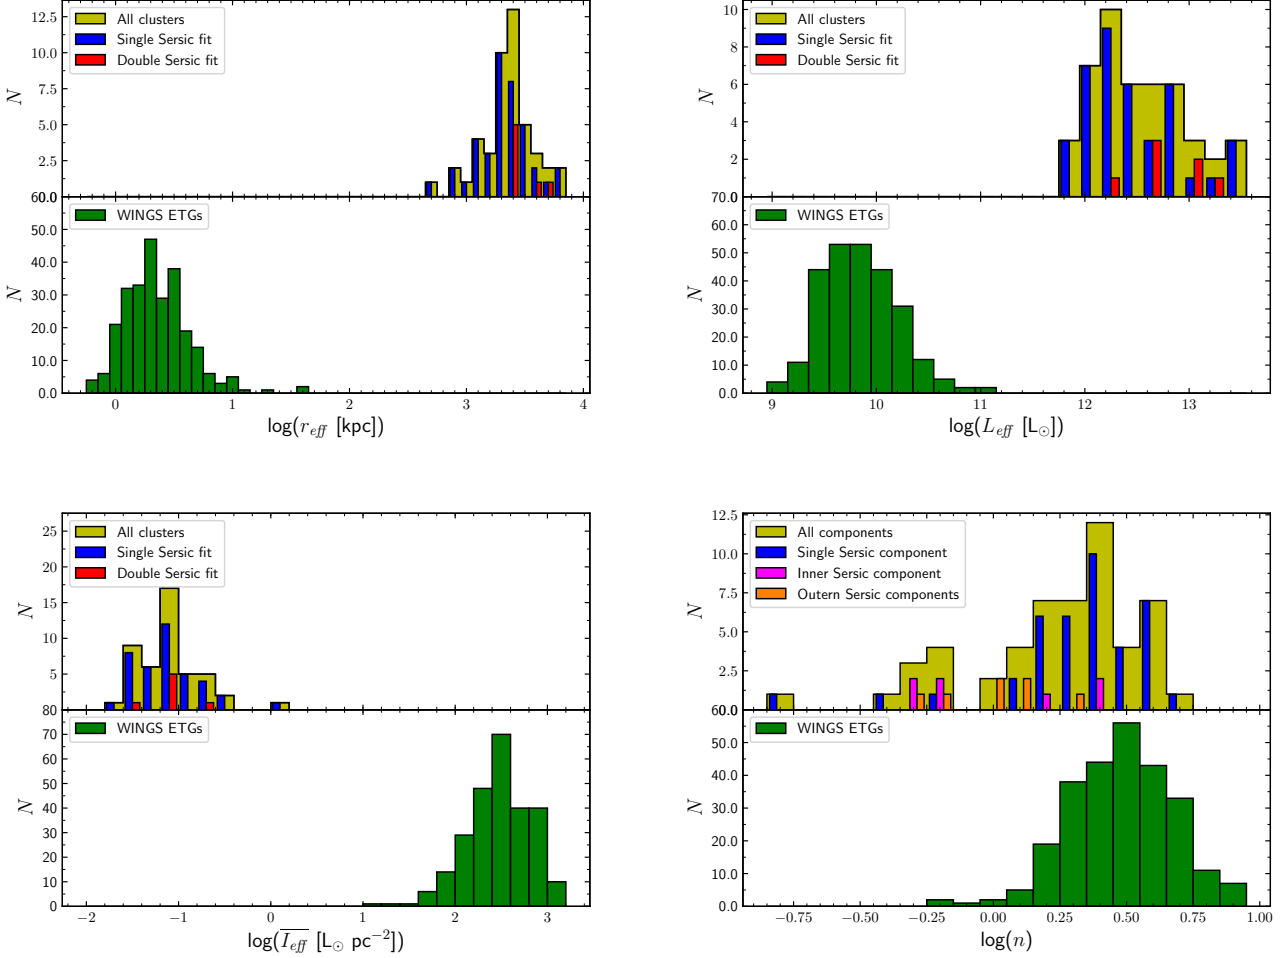 12.5
10.0
7.5
5.0
2.5
60.0
N
All clusters
Single Sersic fit
Double Sersic fit
50.0
40.0
30.0
20.0
10.0
0.0
N
WINGS ETGs
0 1 2 3 4
log(r_eff [kpc])
10
8
6
4
2
70.0
N
All clusters
Single Sersic fit
Double Sersic fit
60.0
50.0
40.0
30.0
20.0
10.0
0.0
N
WINGS ETGs
9 10 11 12 13
log(L_eff [L⊙])
25
20
15
10
5
80
N
All clusters
Single Sersic fit
Double Sersic fit
70
60
50
40
30
20
10
0
N
WINGS ETGs
−2 −1 0 1 2 3
log(\overline{I_eff} [L⊙ pc⁻²])
12.5
10.0
7.5
5.0
2.5
60.0
N
All components
Single Sersic component
Inner Sersic component
Outern Sersic components
50.0
40.0
30.0
20.0
10.0
0.0
N
WINGS ETGs
−0.75 −0.50 −0.25 0.00 0.25 0.50 0.75 1.00
log(n)